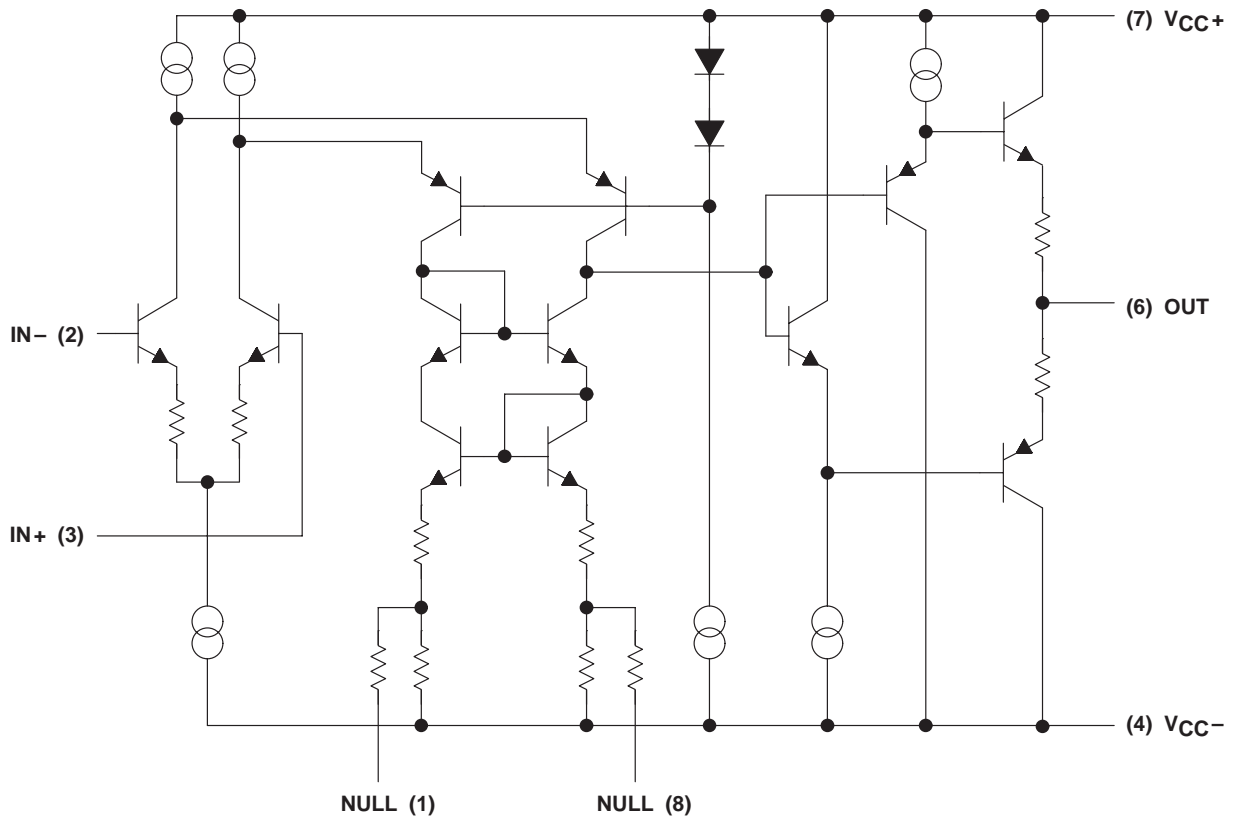 (7) VCC+
IN− (2)
(6) OUT
IN+ (3)
(4) VCC−
NULL (1)
NULL (8)